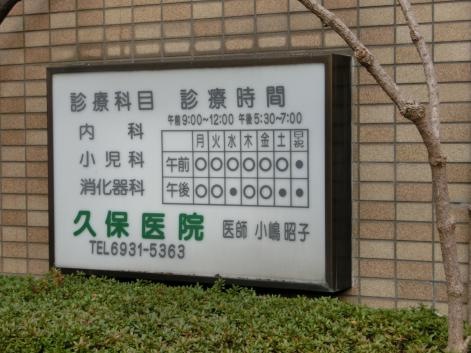 診療科目 診療時間
午前9:00~12:00 午後5:30~7:00
内科
小児科
消化器科
月 火 水 木 金 土 日祝
午前 ○ ○ ○ ○ ○ ○ ●
午後 ○ ○ ● ○ ○ ● ●
久保医院 医師 小嶋 昭子
TEL6931-5363